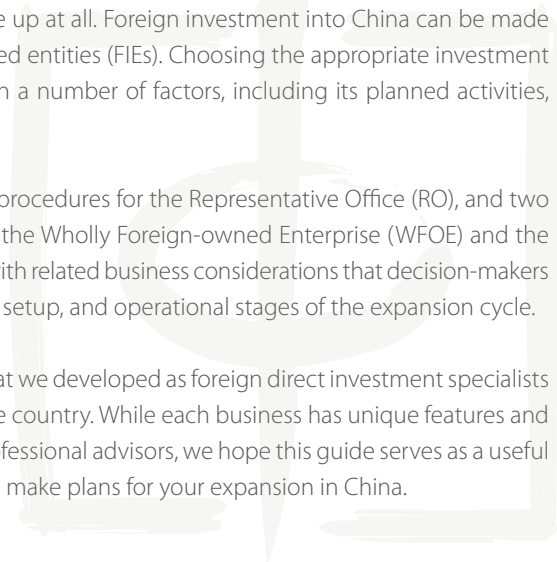 e up at all. Foreign investment into China can be made
ed entities (FIEs). Choosing the appropriate investment
n a number of factors, including its planned activities,
procedures for the Representative Office (RO), and two
the Wholly Foreign-owned Enterprise (WFOE) and the
with related business considerations that decision-makers
setup, and operational stages of the expansion cycle.
at we developed as foreign direct investment specialists
e country. While each business has unique features and
ofessional advisors, we hope this guide serves as a useful
make plans for your expansion in China.